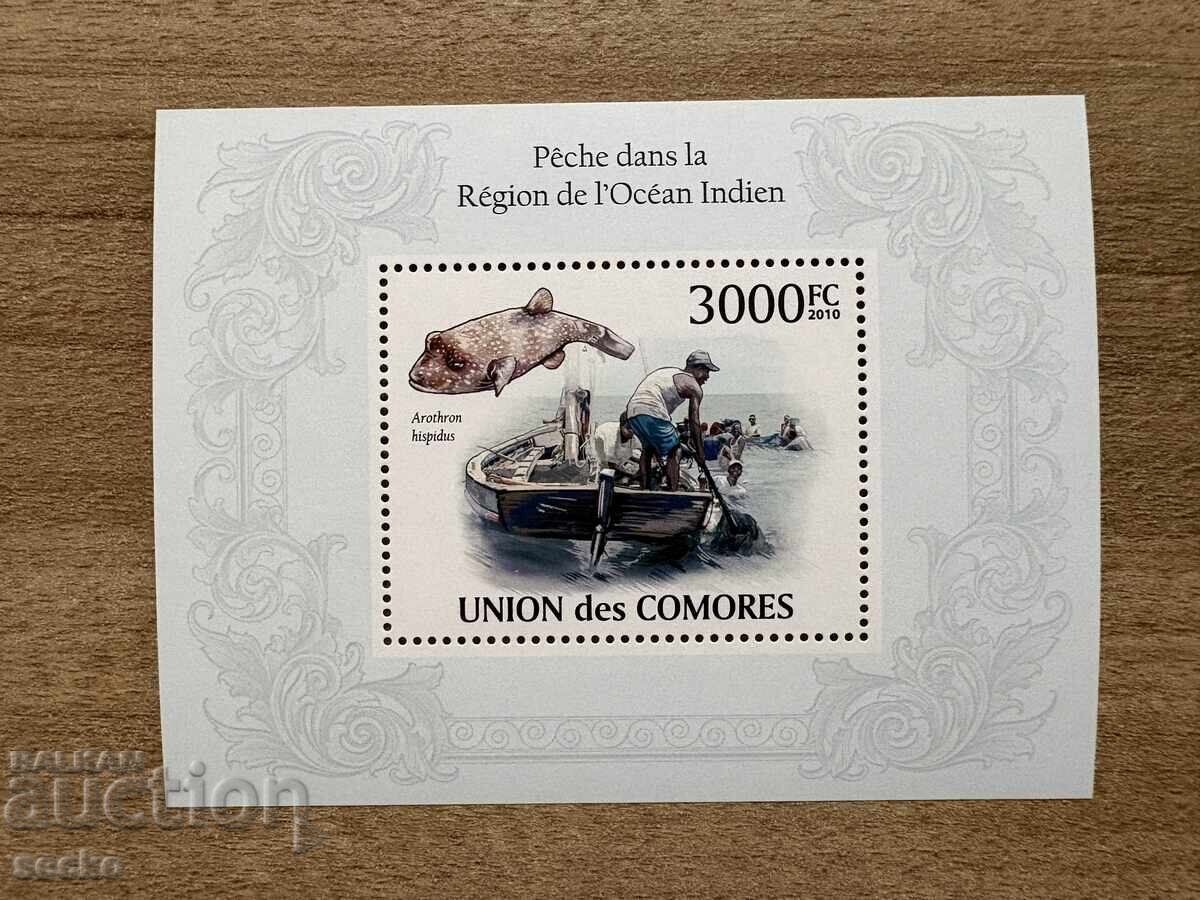 Pêche dans la
Région de l'Océan Indien
3000FC
2010
Arothron
hispidus
UNION des COMORES
BALKAN
auction
secko